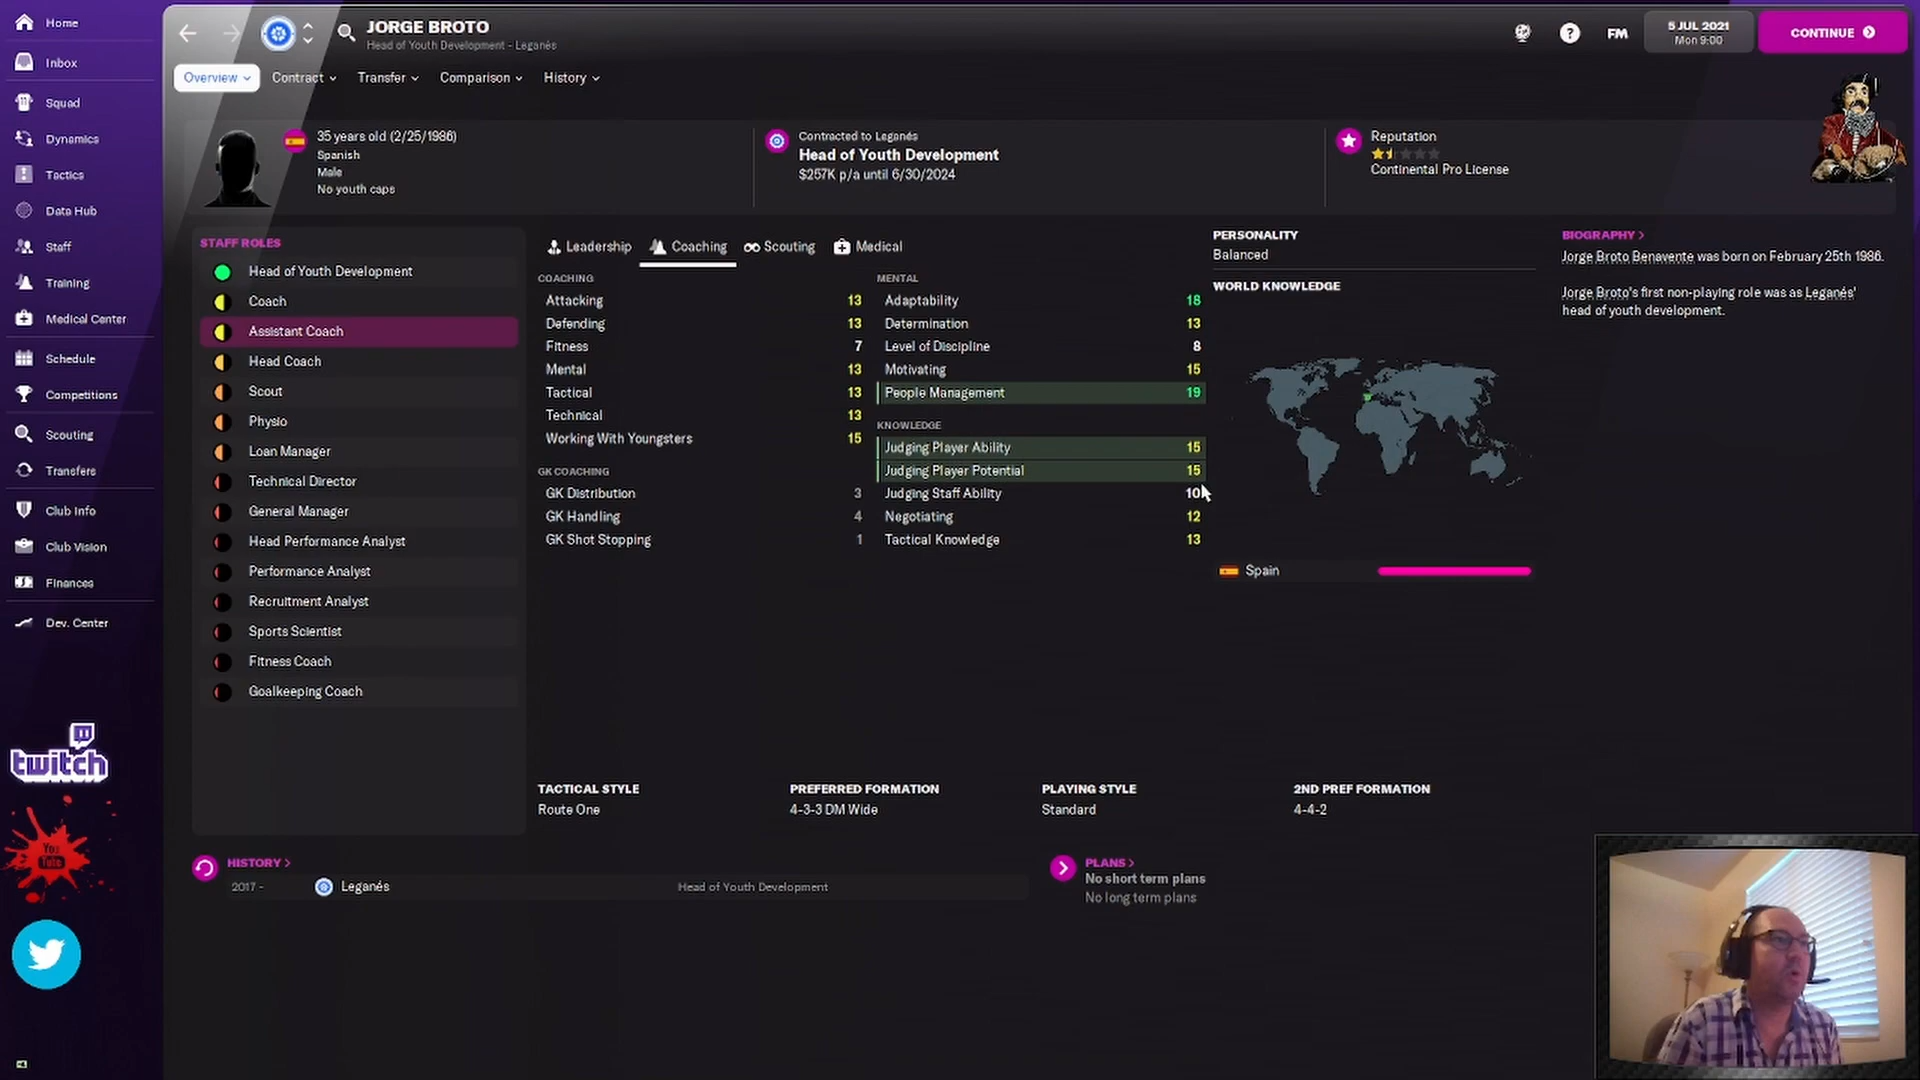 Home
Inbox
Squad
Dynamics
Tactics
Data Hub
Staff
Training
Medical Center
Schedule
Competitions
Scouting
Transfers
Club Info
Club Vision
Finances
Dev. Center
twitch
You
Tube
JORGE BROTO
Head of Youth Development - Leganés
FM
5 JUL 2021
Mon 9:00
CONTINUE
Overview
Contract
Transfer
Comparison
History
35 years old (2/25/1986)
Spanish
Male
No youth caps
Contracted to Leganés
Head of Youth Development
$257K p/a until 6/30/2024
Reputation
Continental Pro License
STAFF ROLES
Head of Youth Development
Coach
Assistant Coach
Head Coach
Scout
Physio
Loan Manager
Technical Director
General Manager
Head Performance Analyst
Performance Analyst
Recruitment Analyst
Sports Scientist
Fitness Coach
Goalkeeping Coach
Leadership
Coaching
Scouting
Medical
COACHING
Attacking 13
Defending 13
Fitness 7
Mental 13
Tactical 13
Technical 13
Working With Youngsters 15
GK COACHING
GK Distribution 3
GK Handling 4
GK Shot Stopping 1
MENTAL
Adaptability 18
Determination 13
Level of Discipline 8
Motivating 15
People Management 19
KNOWLEDGE
Judging Player Ability 15
Judging Player Potential 15
Judging Staff Ability 10
Negotiating 12
Tactical Knowledge 13
PERSONALITY
Balanced
WORLD KNOWLEDGE
Spain
BIOGRAPHY >
Jorge Broto Benavente was born on February 25th 1986.
Jorge Broto's first non-playing role was as Leganés'
head of youth development.
TACTICAL STYLE
Route One
PREFERRED FORMATION
4-3-3 DM Wide
PLAYING STYLE
Standard
2ND PREF FORMATION
4-4-2
HISTORY >
2017 - Leganés Head of Youth Development
PLANS >
No short term plans
No long term plans